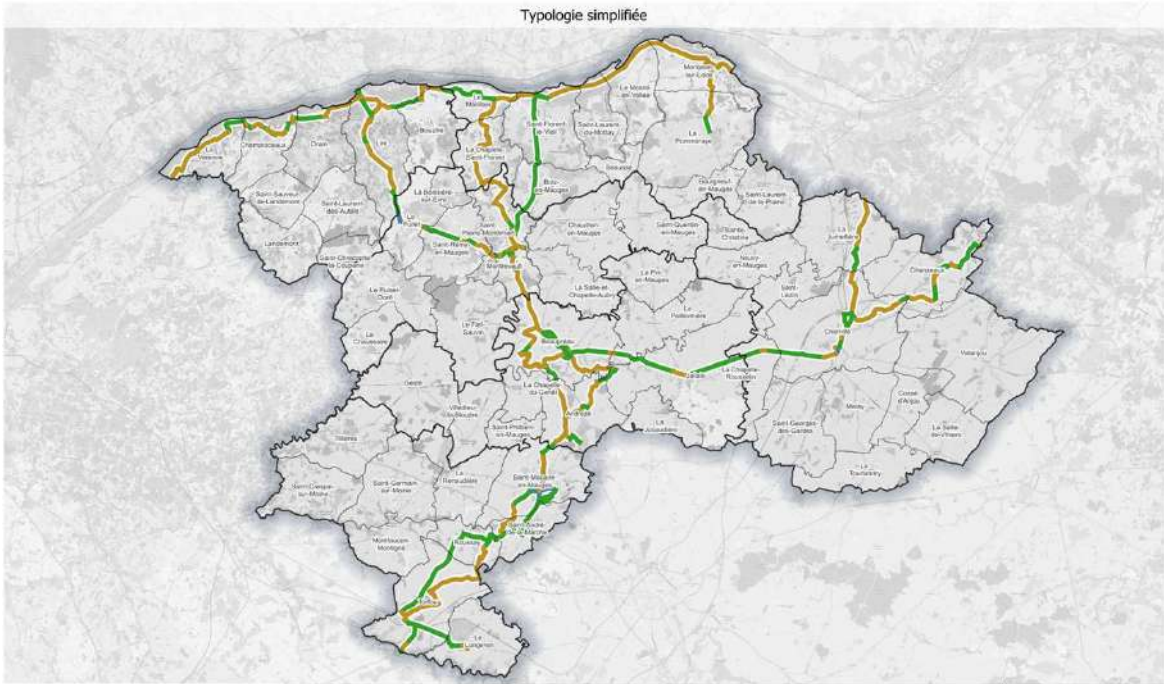 Typologie simplifiée
Montjean
sur-Loire
Le Mesnil
en-Vallée
Le
Marillais
Saint-Florent
le-Vieil
Saint-Laurent
du-Mottay
La
Pommeraye
La
Varenne
Champtoceaux
Drain
Liré
Bouzillé
La Chapelle
Saint-Florent
Botz
en-Mauges
Beausse
Bourgneuf
en-Mauges
Saint-Laurent
de-la-Plaine
Saint-Sauveur
de-Landemont
Saint-Laurent
des-Autels
La Boissière
sur-Evre
Landemont
Saint-Christophe
la-Couperie
Le
Fuilet
Saint-Rémy
en-Mauges
Saint
Pierre-Montlimart
Montrevault
Chaudron
en-Mauges
Saint-Quentin
en-Mauges
Sainte
Christine
La
Jumellière
Neuvy
en-Mauges
Chanzeaux
Le Puiset
Doré
La Salle-et
Chapelle-Aubry
Le Pin
en-Mauges
Saint
Lézin
La
Chaussaire
Le Fief
Sauvin
Beaupréau
La
Poitevinière
Chemillé
Valanjou
Gesté
La Chapelle
du-Genêt
Jallais
La Chapelle
Rousselin
Villedieu
la-Blouère
Andrezé
Melay
Cossé
d'Anjou
Saint-Philbert
en-Mauges
La
Jubaudière
Saint-Georges
des-Gardes
La Salle
de-Vihiers
Tillières
La
Renaudière
La
Tourlandry
Saint-Crespin
sur-Moine
Saint-Germain
sur-Moine
Saint-Macaire
en-Mauges
Saint-André
de-la-Marche
Montfaucon
Montigné
Roussay
Torfou
Le
Longeron